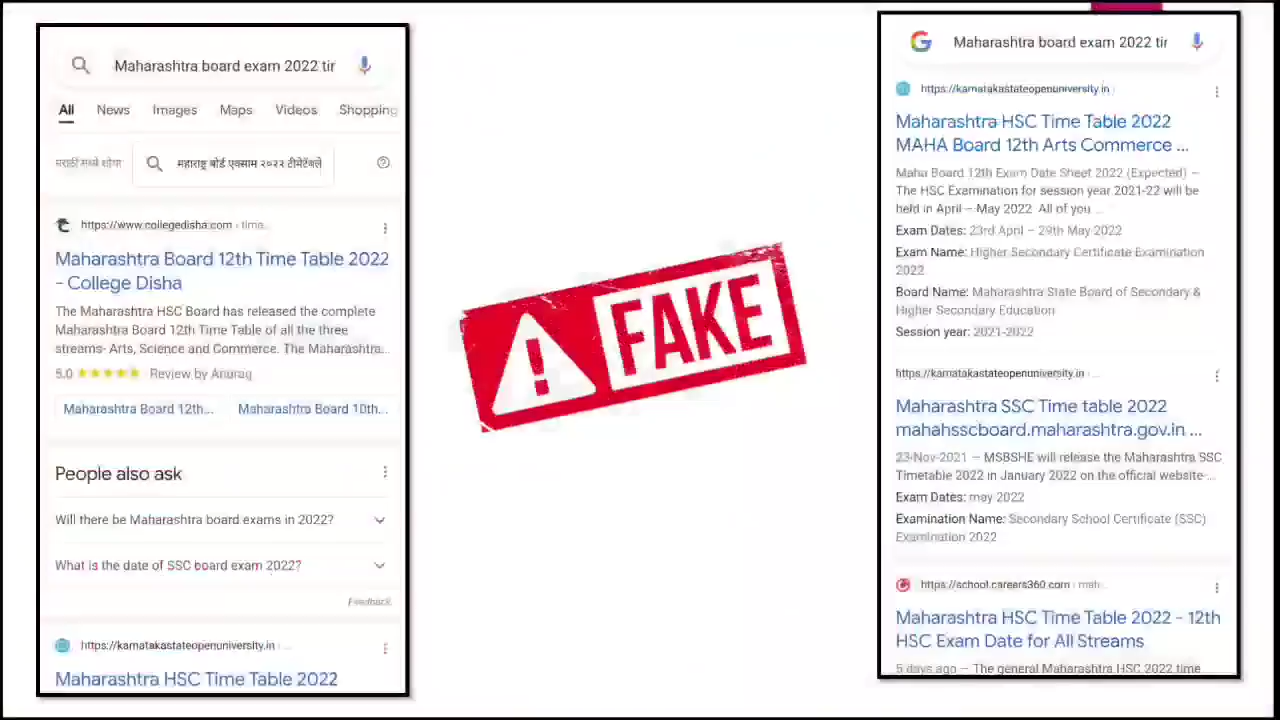 Maharashtra board exam 2022 tir
All News Images Maps Videos Shopping
मराठी मध्ये शोधा महाराष्ट्र बोर्ड एक्साम २०२२ टीमेटेंबले
https://www.collegedisha.com › time...
Maharashtra Board 12th Time Table 2022
- College Disha
The Maharashtra HSC Board has released the complete
Maharashtra Board 12th Time Table of all the three
streams- Arts, Science and Commerce. The Maharashtra...
5.0 ★★★★★ Review by Anurag
Maharashtra Board 12th... Maharashtra Board 10th...
People also ask
Will there be Maharashtra board exams in 2022?
What is the date of SSC board exam 2022?
Feedback
https://karnatakastateopenuniversity.in › ...
Maharashtra HSC Time Table 2022
! FAKE
G Maharashtra board exam 2022 tir
https://karnatakastateopenuniversity.in › ...
Maharashtra HSC Time Table 2022
MAHA Board 12th Arts Commerce ...
Maha Board 12th Exam Date Sheet 2022 (Expected) –
The HSC Examination for session year 2021-22 will be
held in April – May 2022. All of you ...
Exam Dates: 23rd April – 29th May 2022
Exam Name: Higher Secondary Certificate Examination
2022
Board Name: Maharashtra State Board of Secondary &
Higher Secondary Education
Session year: 2021-2022
https://karnatakastateopenuniversity.in › ...
Maharashtra SSC Time table 2022
mahahsscboard.maharashtra.gov.in ...
23-Nov-2021 — MSBSHE will release the Maharashtra SSC
Timetable 2022 in January 2022 on the official website ...
Exam Dates: may 2022
Examination Name: Secondary School Certificate (SSC)
Examination 2022
https://school.careers360.com › mah...
Maharashtra HSC Time Table 2022 - 12th
HSC Exam Date for All Streams
5 days ago — The general Maharashtra HSC 2022 time